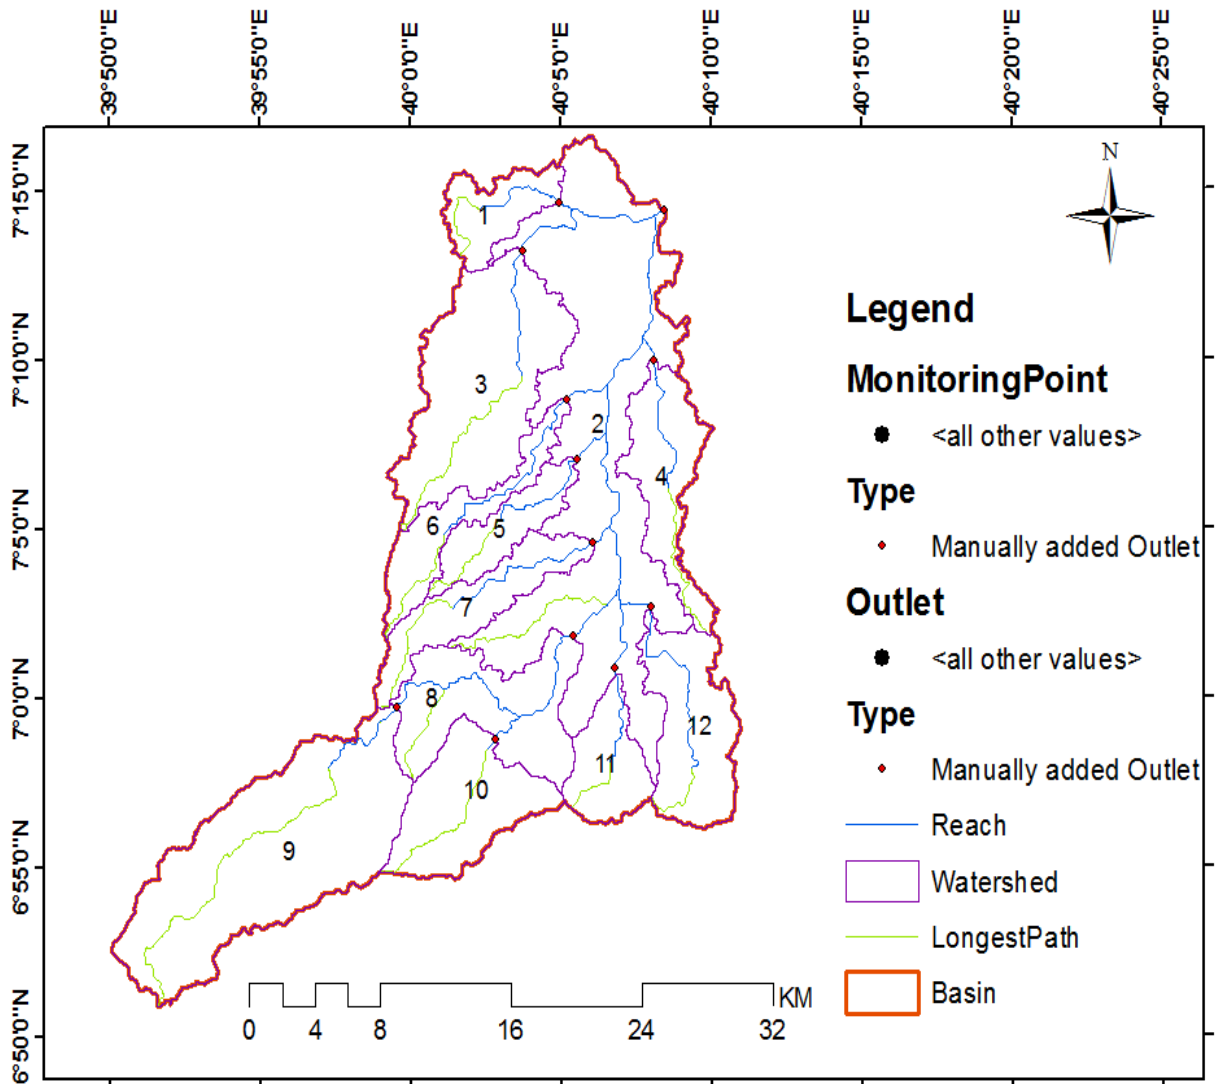 39°50'0"E
39°55'0"E
40°0'0"E
40°5'0"E
40°10'0"E
40°15'0"E
40°20'0"E
40°25'0"E
7°15'0"N
7°10'0"N
7°5'0"N
7°0'0"N
6°55'0"N
6°50'0"N
N
1
3
2
4
6
5
7
8
12
11
10
9
Legend
MonitoringPoint
<all other values>
Type
Manually added Outlet
Outlet
<all other values>
Type
Manually added Outlet
Reach
Watershed
LongestPath
Basin
KM
0 4 8 16 24 32